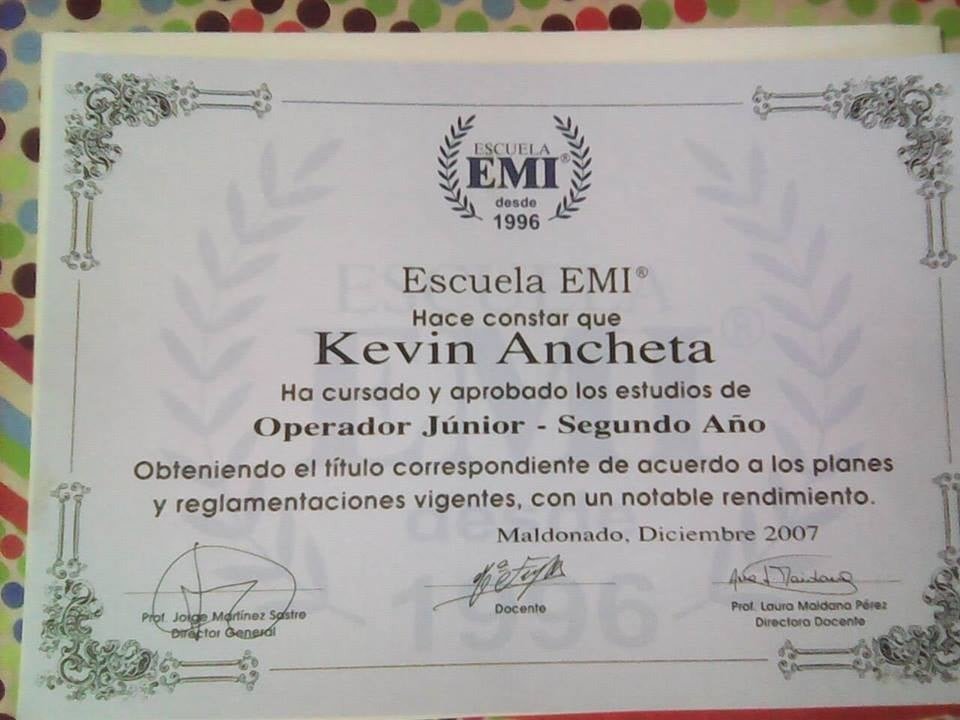 ESCUELA
EMI®
desde
1996
Escuela EMI®
Hace constar que
Kevin Ancheta
Ha cursado y aprobado los estudios de
Operador Júnior - Segundo Año
Obteniendo el título correspondiente de acuerdo a los planes
y reglamentaciones vigentes, con un notable rendimiento.
Maldonado, Diciembre 2007
Prof. Jorge Martínez Sastre
Director General
Docente
Prof. Laura Maidana Pérez
Directora Docente